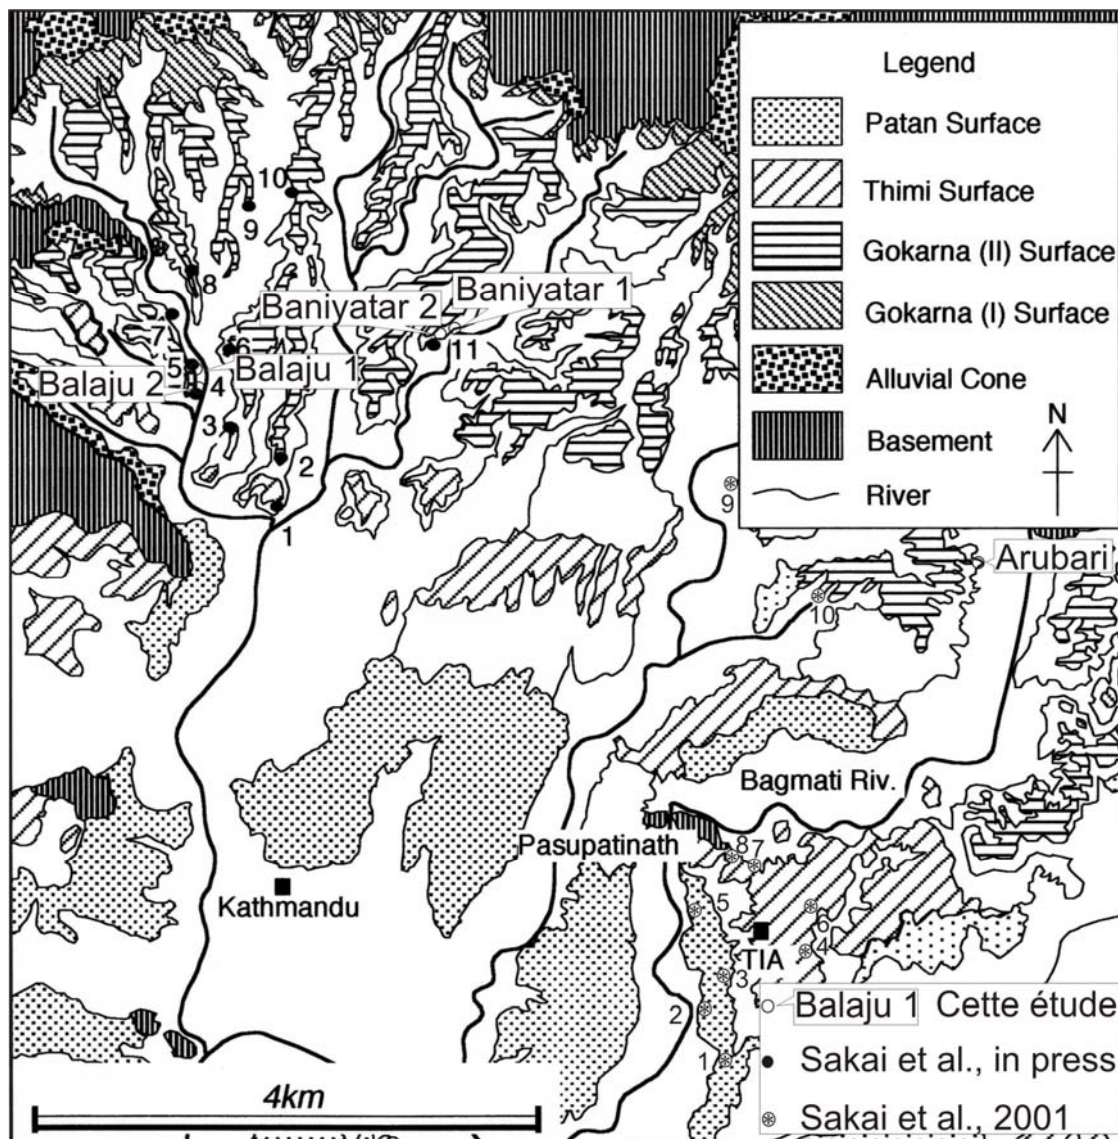 Legend
Patan Surface
Thimi Surface
Gokarna (II) Surface
Gokarna (I) Surface
Alluvial Cone
Basement
River
N
10
9
8
Baniyatar 2
Baniyatar 1
7
6
11
5
Balaju 1
Balaju 2
4
3
2
1
9
Arubari
10
Bagmati Riv.
Pasupatinath
8
7
5
6
Kathmandu
TIA
4
3
2
1
Balaju 1 Cette étude
Sakai et al., in press
Sakai et al., 2001
4km